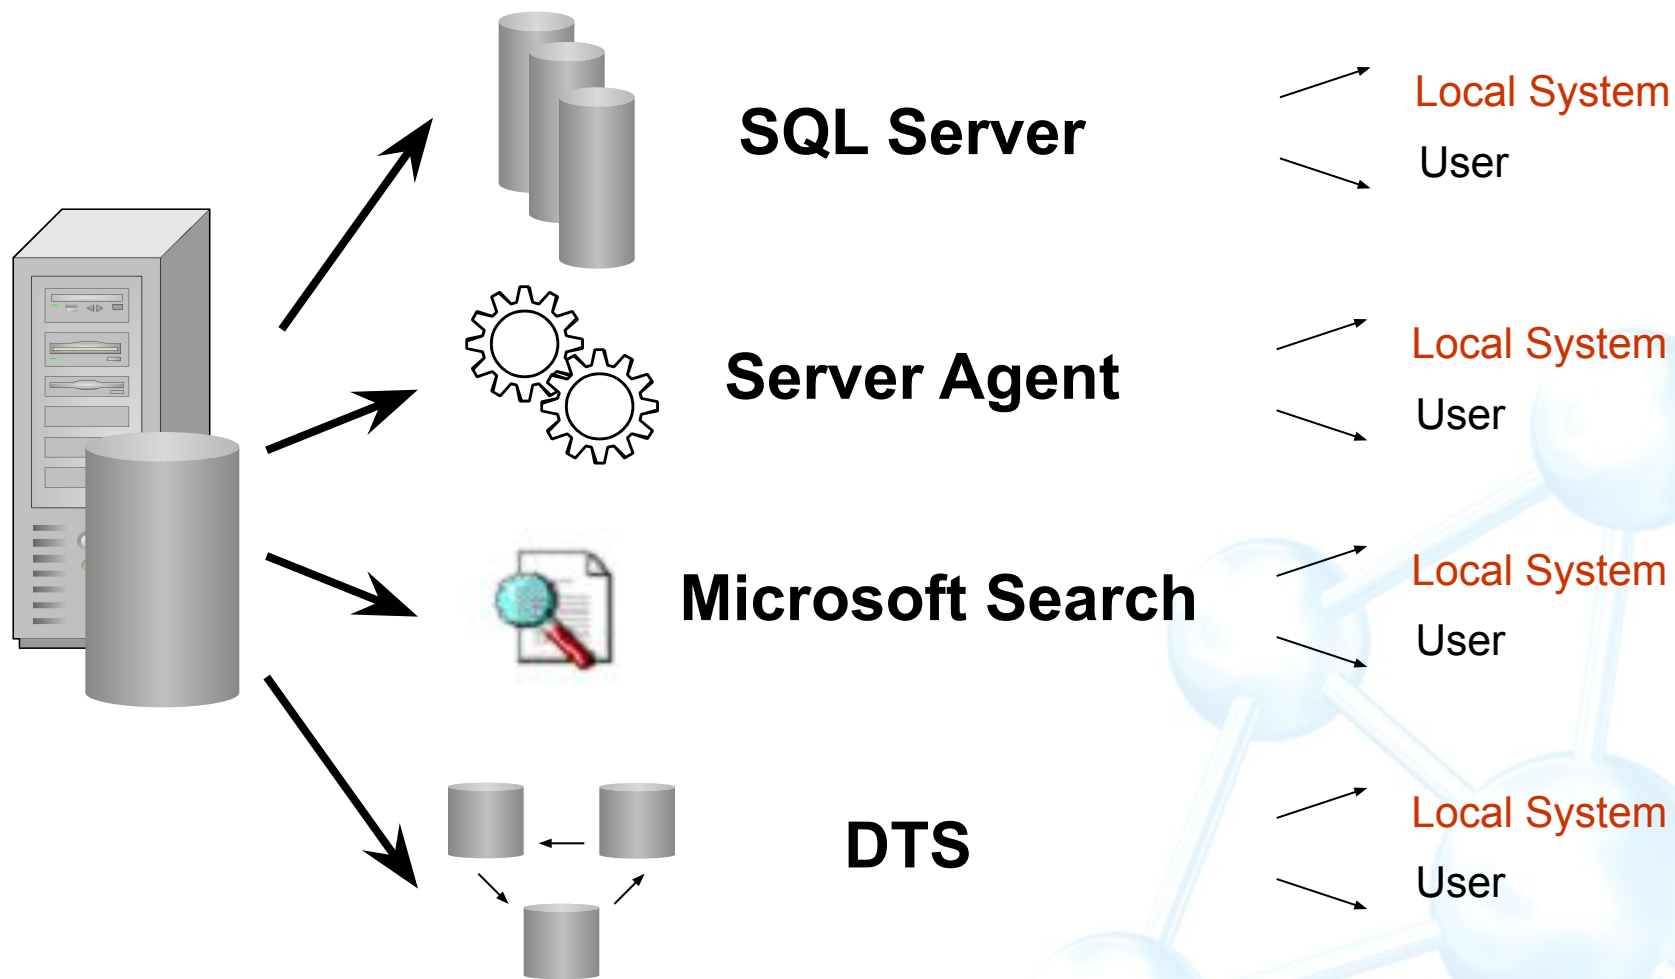 SQL Server
Local System
User
Server Agent
Local System
User
Microsoft Search
Local System
User
DTS
Local System
User